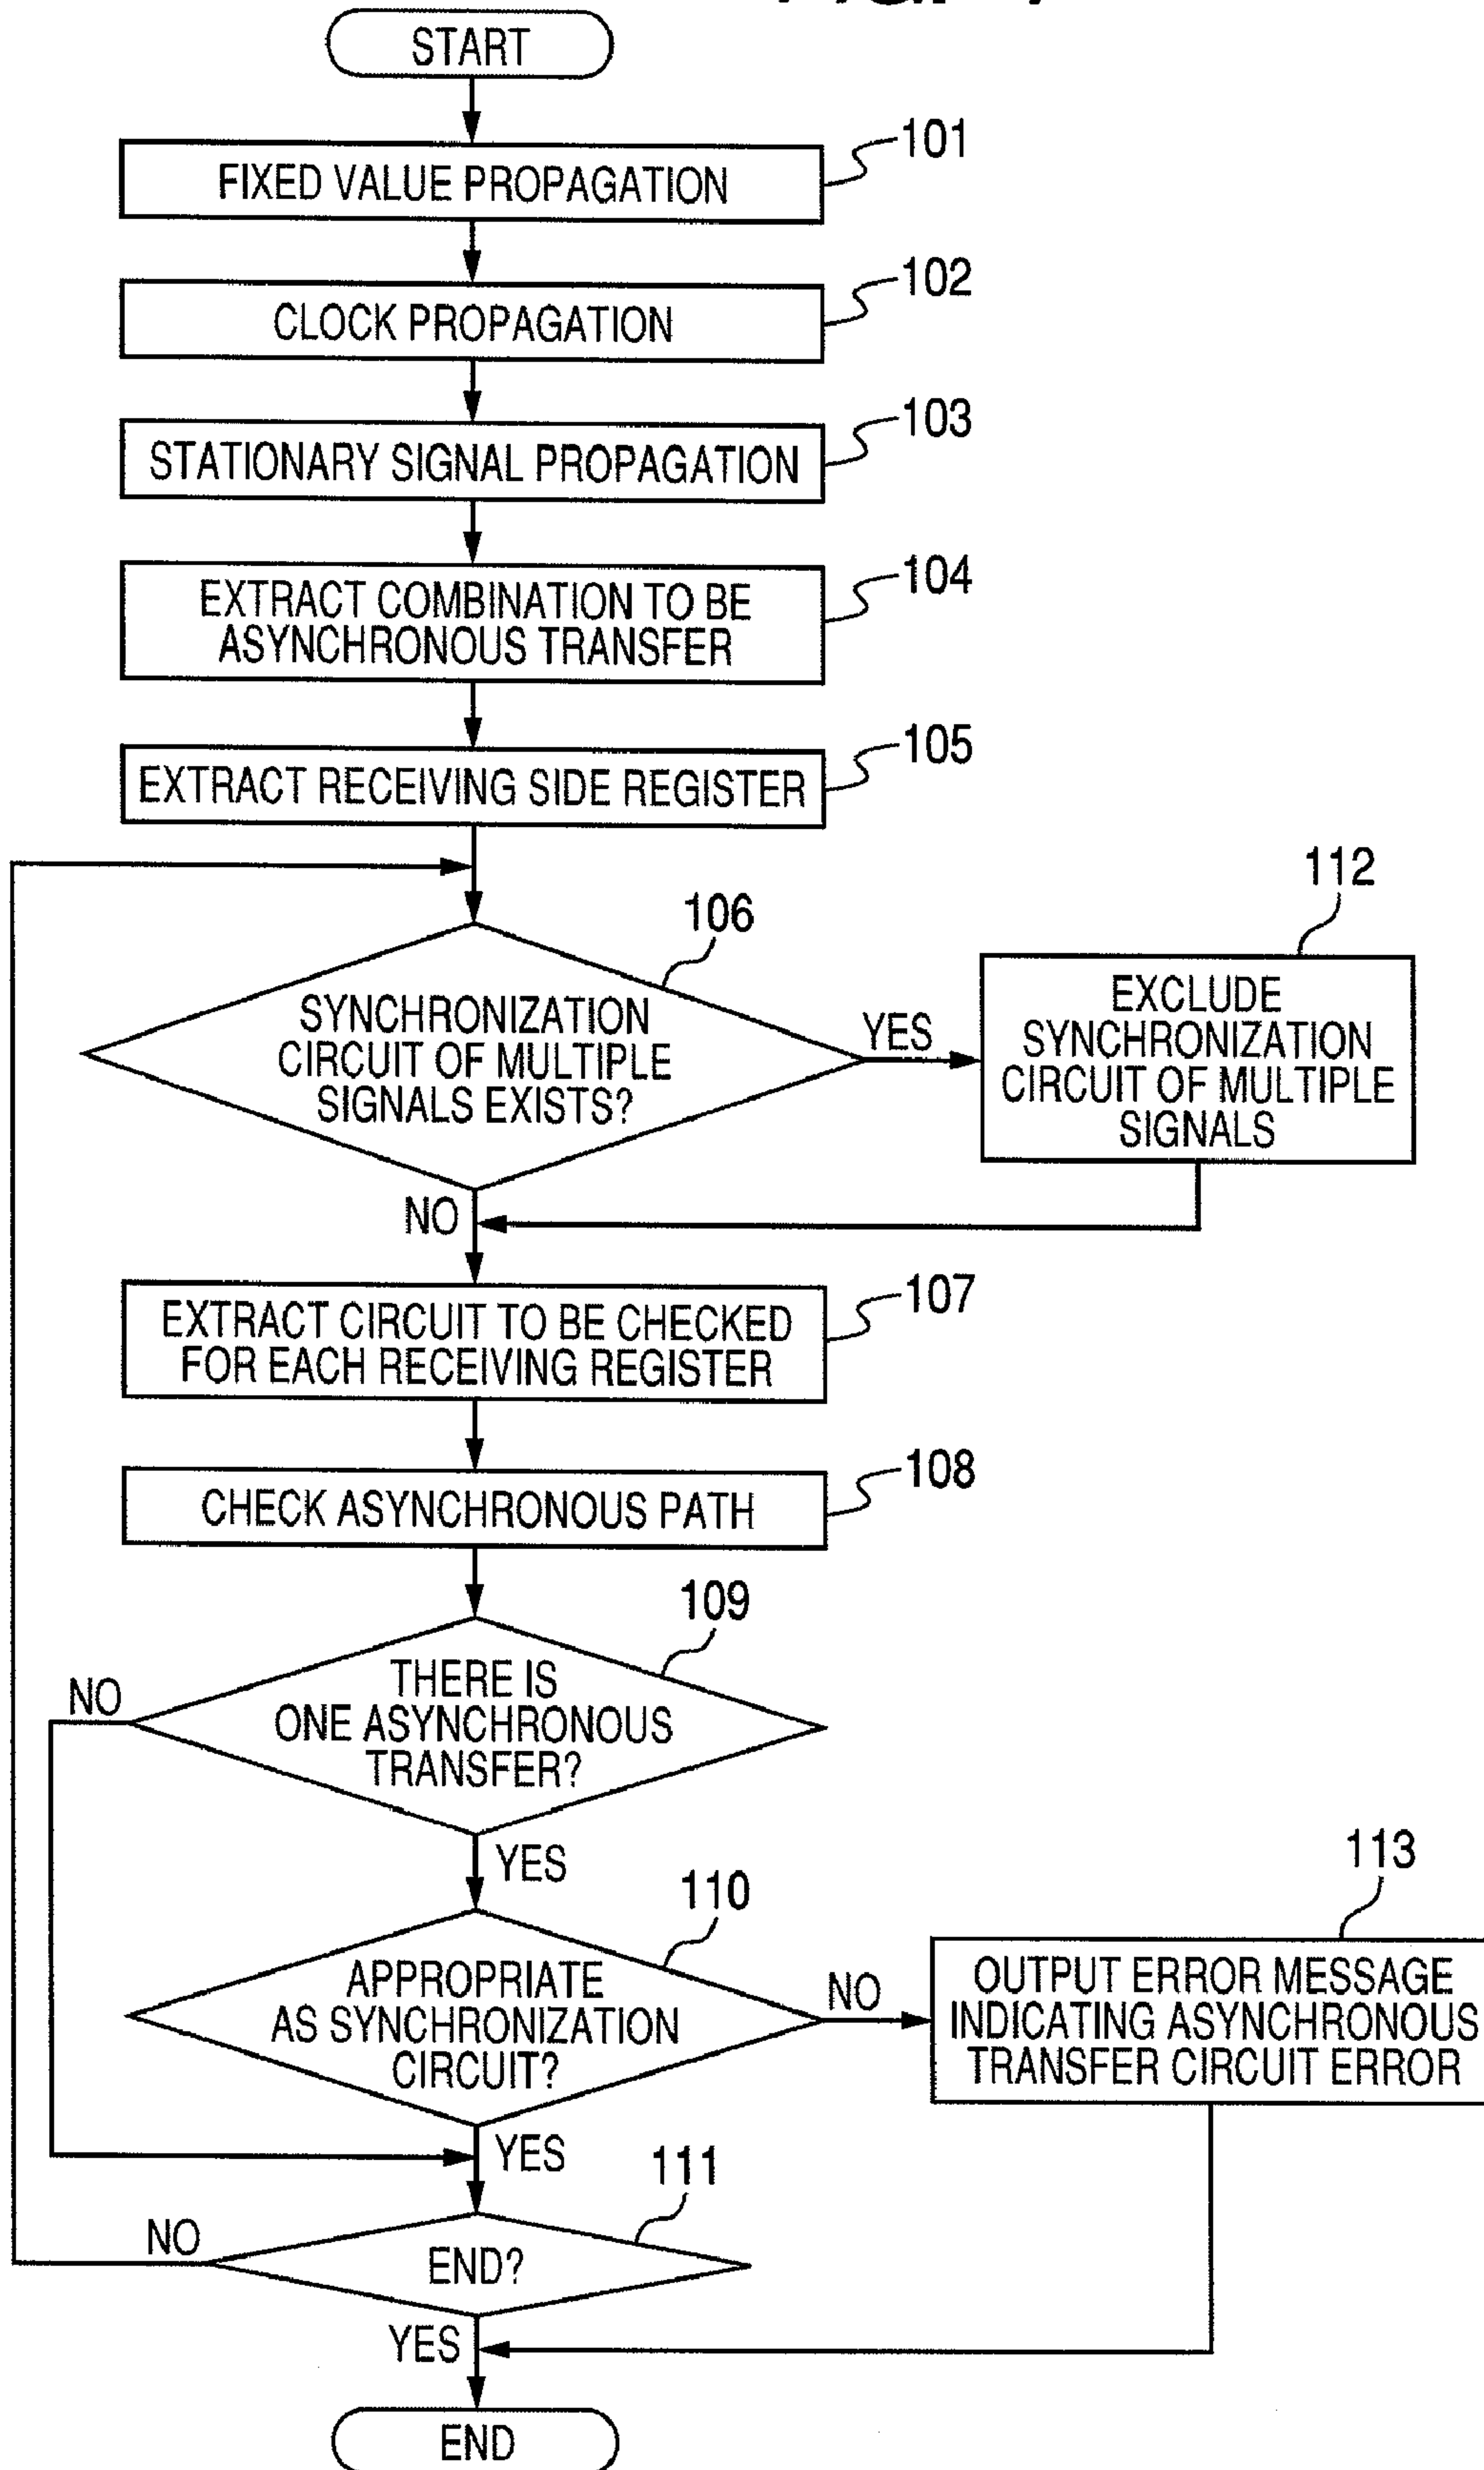 START
101
FIXED VALUE PROPAGATION
102
CLOCK PROPAGATION
103
STATIONARY SIGNAL PROPAGATION
104
EXTRACT COMBINATION TO BE
ASYNCHRONOUS TRANSFER
105
EXTRACT RECEIVING SIDE REGISTER
106
SYNCHRONIZATION
CIRCUIT OF MULTIPLE
SIGNALS EXISTS?
YES
112
EXCLUDE
SYNCHRONIZATION
CIRCUIT OF MULTIPLE
SIGNALS
NO
107
EXTRACT CIRCUIT TO BE CHECKED
FOR EACH RECEIVING REGISTER
108
CHECK ASYNCHRONOUS PATH
109
THERE IS
ONE ASYNCHRONOUS
TRANSFER?
NO
YES
110
APPROPRIATE
AS SYNCHRONIZATION
CIRCUIT?
NO
113
OUTPUT ERROR MESSAGE
INDICATING ASYNCHRONOUS
TRANSFER CIRCUIT ERROR
YES
111
END?
NO
YES
END